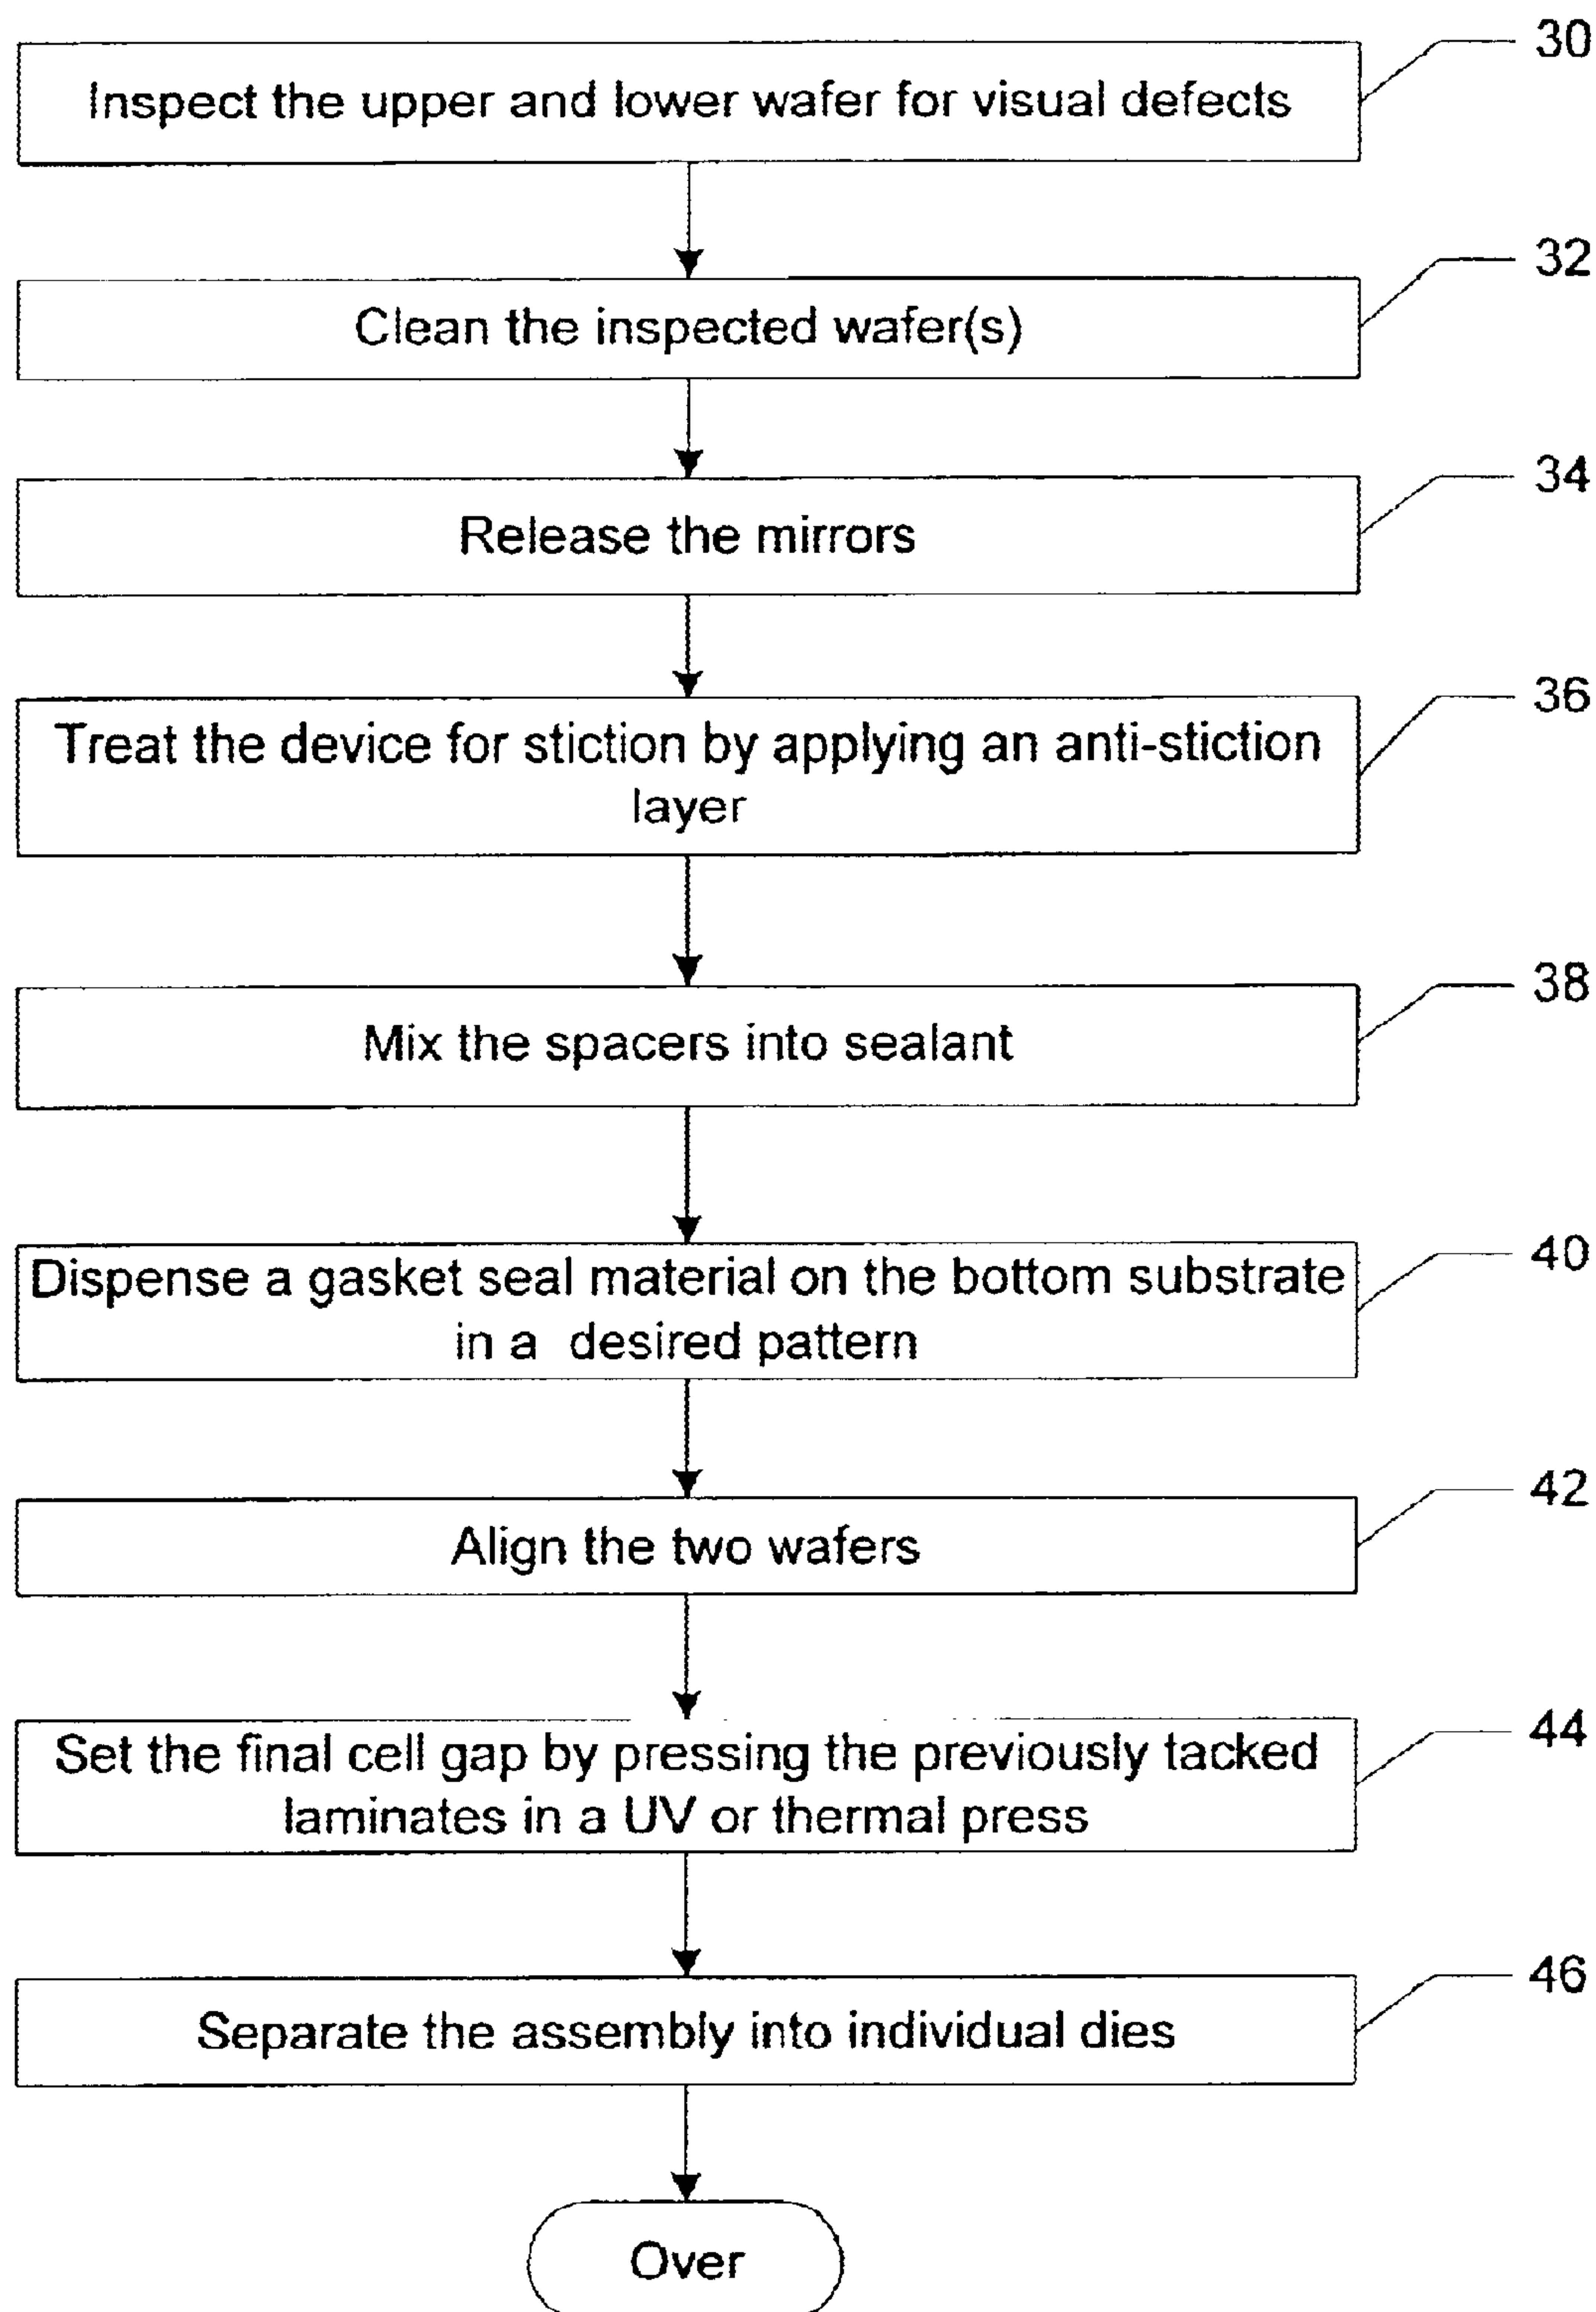 30
Inspect the upper and lower wafer for visual defects
32
Clean the inspected wafer(s)
34
Release the mirrors
36
Treat the device for stiction by applying an anti-stiction
layer
38
Mix the spacers into sealant
40
Dispense a gasket seal material on the bottom substrate
in a desired pattern
42
Align the two wafers
44
Set the final cell gap by pressing the previously tacked
laminates in a UV or thermal press
46
Separate the assembly into individual dies
Over